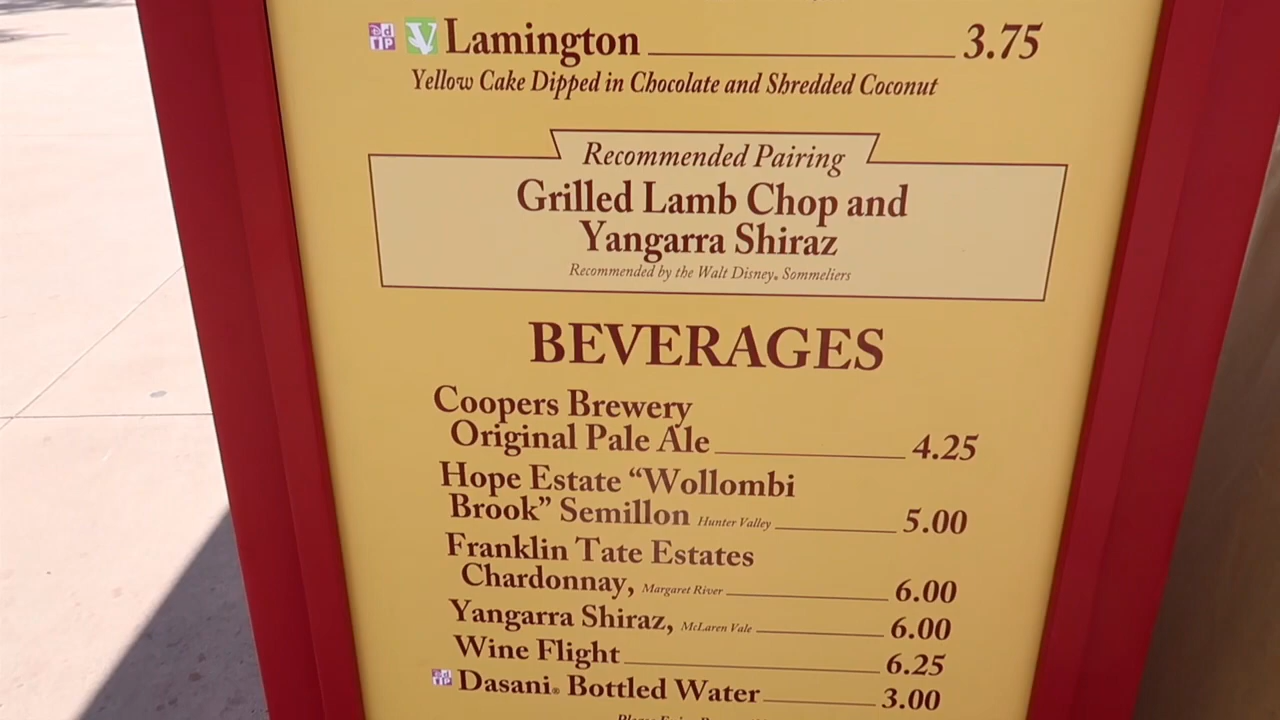 Lamington 3.75
Yellow Cake Dipped in Chocolate and Shredded Coconut
Recommended Pairing
Grilled Lamb Chop and
Yangarra Shiraz
Recommended by the Walt Disney® Sommeliers
BEVERAGES
Coopers Brewery
Original Pale Ale 4.25
Hope Estate “Wollombi
Brook” Semillon Hunter Valley 5.00
Franklin Tate Estates
Chardonnay, Margaret River 6.00
Yangarra Shiraz, McLaren Vale 6.00
Wine Flight 6.25
Dasani® Bottled Water 3.00